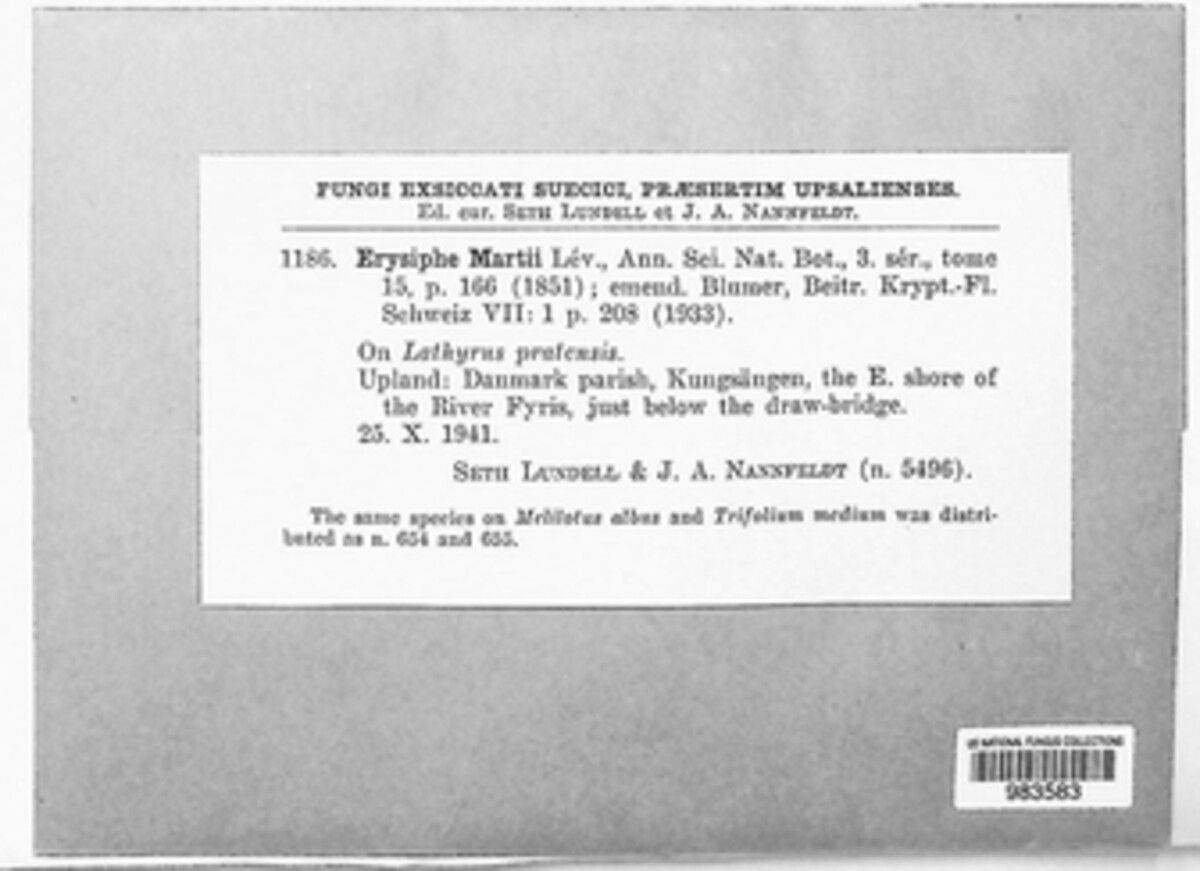 FUNGI EXSICCATI SUECICI, PRÆSERTIM UPSALIENSES.
Ed. cur. SETH LUNDELL et J. A. NANNFELDT.
1186. Erysiphe Martii Lév., Ann. Sci. Nat. Bot., 3. sér., tome
15, p. 166 (1851); emend. Blumer, Beitr. Krypt.-Fl.
Schweiz VII: 1 p. 208 (1933).
On Lathyrus pratensis.
Upland: Danmark parish, Kungsängen, the E. shore of
the River Fyris, just below the draw-bridge.
25. X. 1941.
SETH LUNDELL & J. A. NANNFELDT (n. 5496).
The same species on Melilotus albus and Trifolium medium was distri-
buted as n. 654 and 655.
US NATIONAL FUNGUS COLLECTIONS
983583